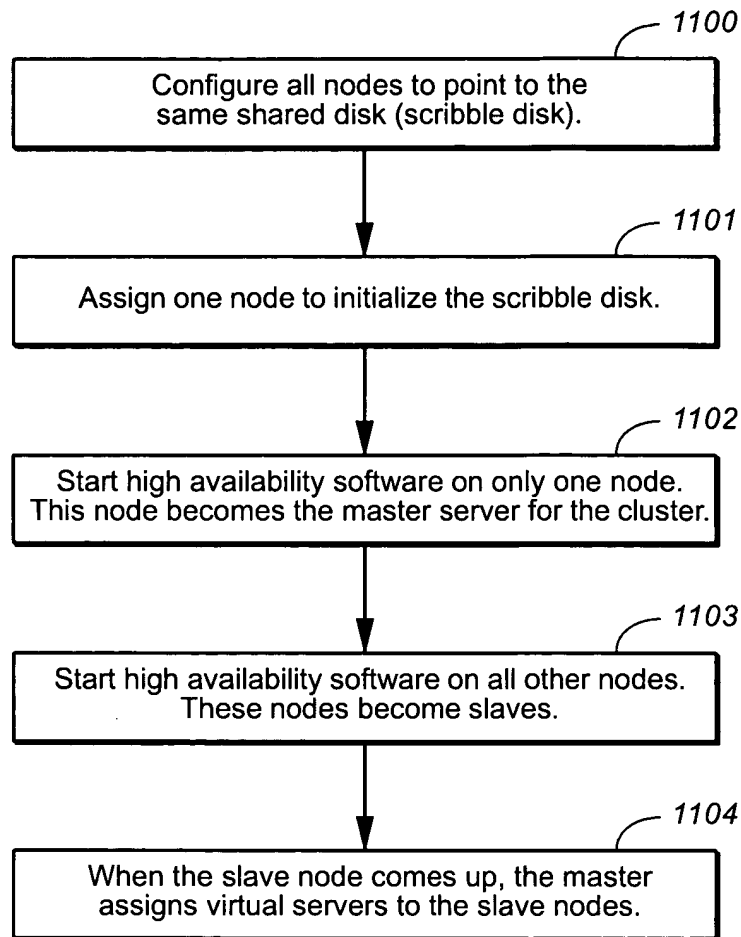 1100
Configure all nodes to point to the
same shared disk (scribble disk).
1101
Assign one node to initialize the scribble disk.
1102
Start high availability software on only one node.
This node becomes the master server for the cluster.
1103
Start high availability software on all other nodes.
These nodes become slaves.
1104
When the slave node comes up, the master
assigns virtual servers to the slave nodes.